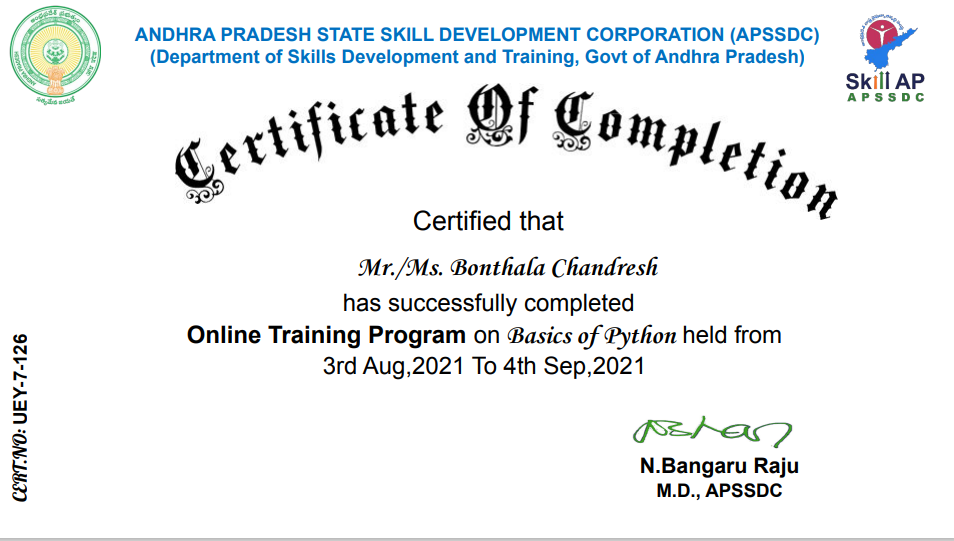 ANDHRA PRADESH STATE SKILL DEVELOPMENT CORPORATION (APSSDC)
(Department of Skills Development and Training, Govt of Andhra Pradesh)
Skill AP
APSSDC
Certificate Of Completion
Certified that
Mr./Ms. Bonthala Chandresh
has successfully completed
Online Training Program on Basics of Python held from
3rd Aug,2021 To 4th Sep,2021
CERT.NO: UEY-7-126
N.Bangaru Raju
M.D., APSSDC